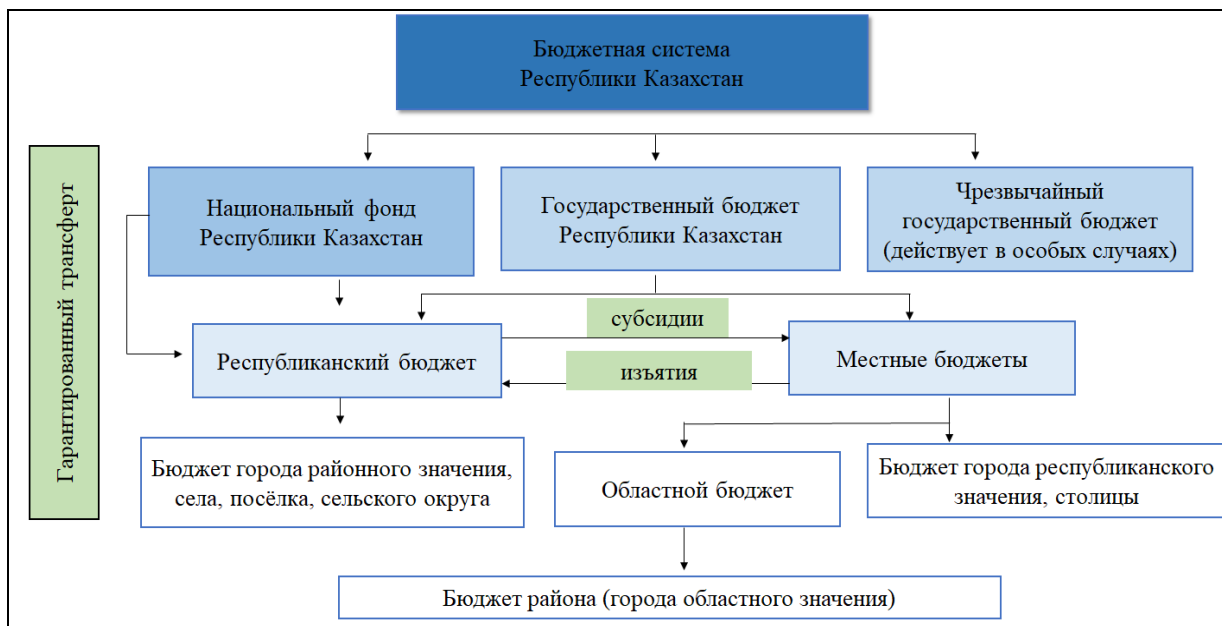 Бюджетная система
Республики Казахстан
Гарантированный трансферт
Национальный фонд
Республики Казахстан
Государственный бюджет
Республики Казахстан
Чрезвычайный
государственный бюджет
(действует в особых случаях)
субсидии
Республиканский бюджет
Местные бюджеты
изъятия
Бюджет города районного значения,
села, посёлка, сельского округа
Областной бюджет
Бюджет города республиканского
значения, столицы
Бюджет района (города областного значения)